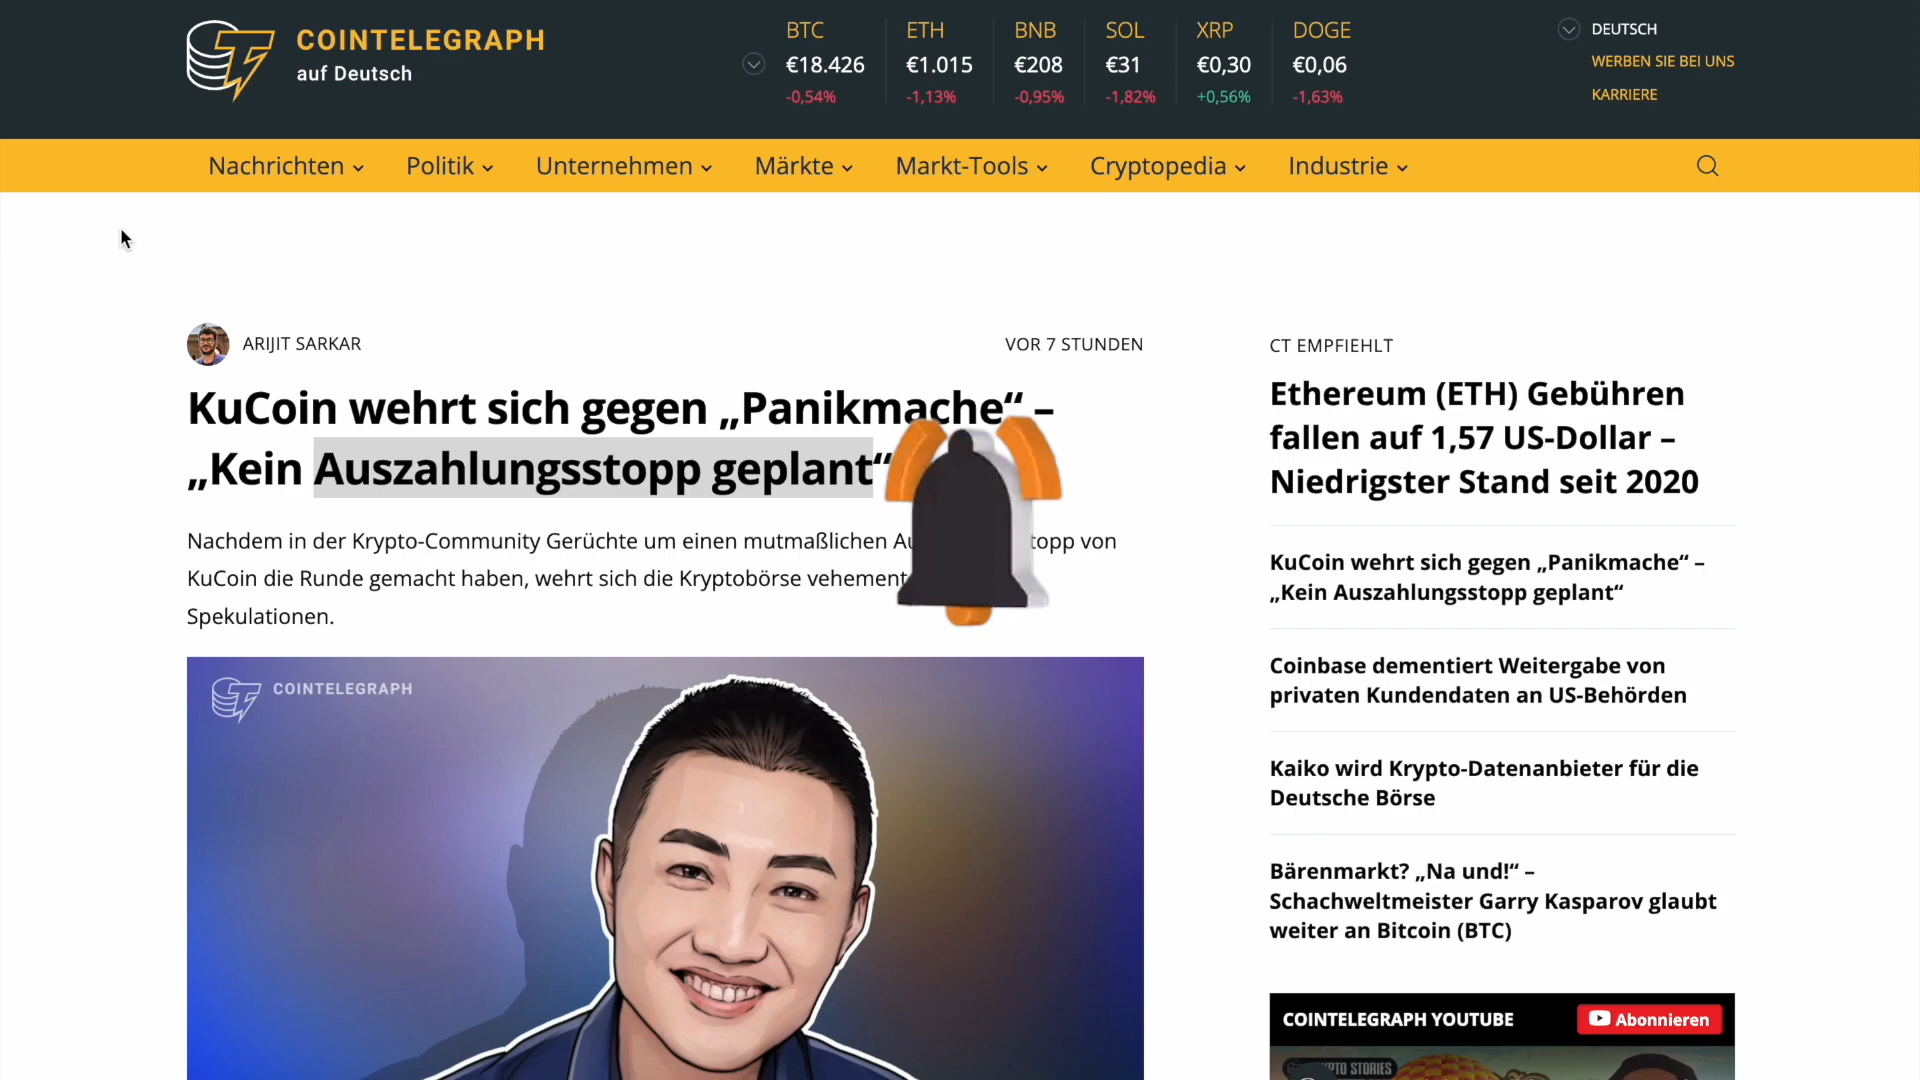 COINTELEGRAPH
auf Deutsch
BTC ETH BNB SOL XRP DOGE
€18.426 €1.015 €208 €31 €0,30 €0,06
-0,54% -1,13% -0,95% -1,82% +0,56% -1,63%
DEUTSCH
WERBEN SIE BEI UNS
KARRIERE
Nachrichten Politik Unternehmen Märkte Markt-Tools Cryptopedia Industrie
ARIJIT SARKAR
VOR 7 STUNDEN
KuCoin wehrt sich gegen „Panikmache“ –
„Kein Auszahlungsstopp geplant“
Nachdem in der Krypto-Community Gerüchte um einen mutmaßlichen von
KuCoin die Runde gemacht haben, wehrt sich die Kryptobörse vehement
Spekulationen.
COINTELEGRAPH
CT EMPFIEHLT
Ethereum (ETH) Gebühren
fallen auf 1,57 US-Dollar –
Niedrigster Stand seit 2020
KuCoin wehrt sich gegen „Panikmache“ –
„Kein Auszahlungsstopp geplant“
Coinbase dementiert Weitergabe von
privaten Kundendaten an US-Behörden
Kaiko wird Krypto-Datenanbieter für die
Deutsche Börse
Bärenmarkt? „Na und!“ –
Schachweltmeister Garry Kasparov glaubt
weiter an Bitcoin (BTC)
COINTELEGRAPH YOUTUBE
Abonnieren
STORIES